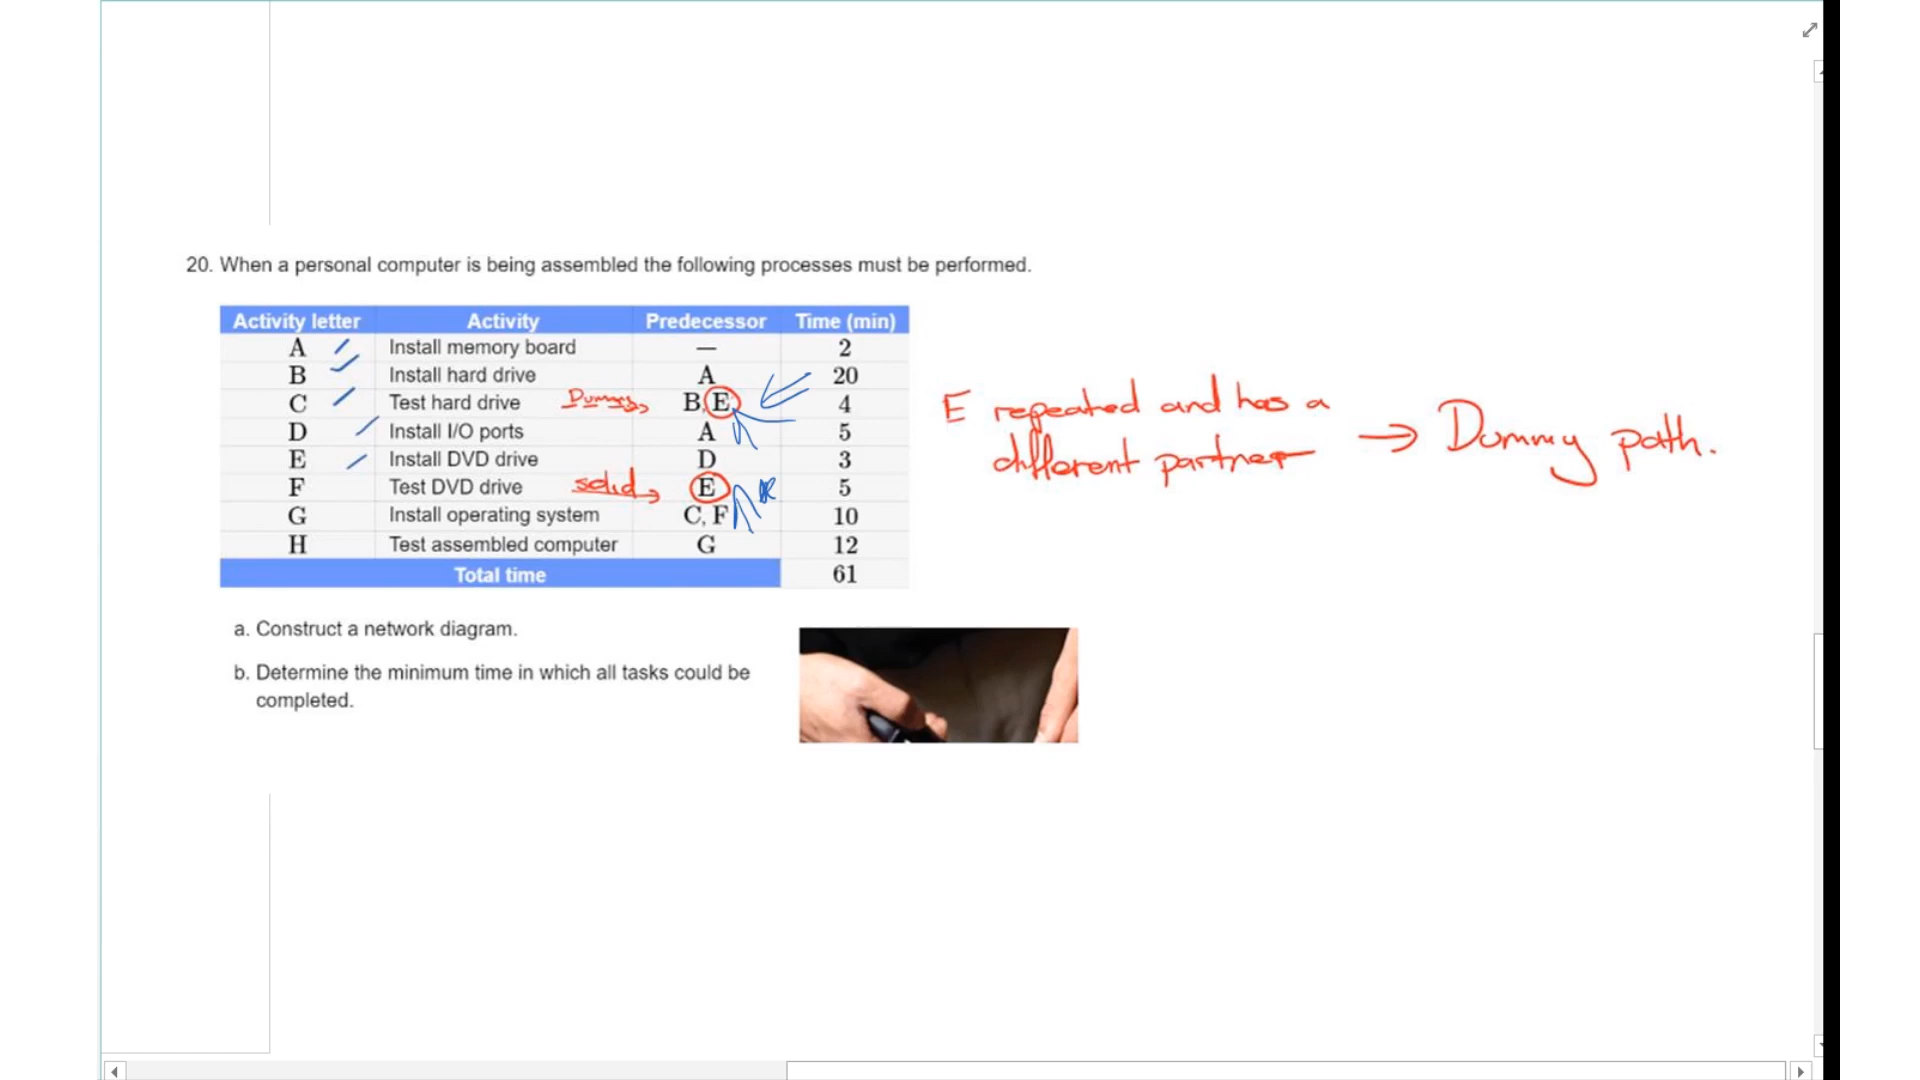 20. When a personal computer is being assembled the following processes must be performed.
Activity letter Activity Predecessor Time (min)
A Install memory board — 2
B Install hard drive A 20
C Test hard drive Dummy B, E 4
D Install I/O ports A 5
E Install DVD drive D 3
F Test DVD drive solid E 5
G Install operating system C, F 10
H Test assembled computer G 12
Total time 61
E repeated and has a
different partner → Dummy path.
a. Construct a network diagram.
b. Determine the minimum time in which all tasks could be
completed.